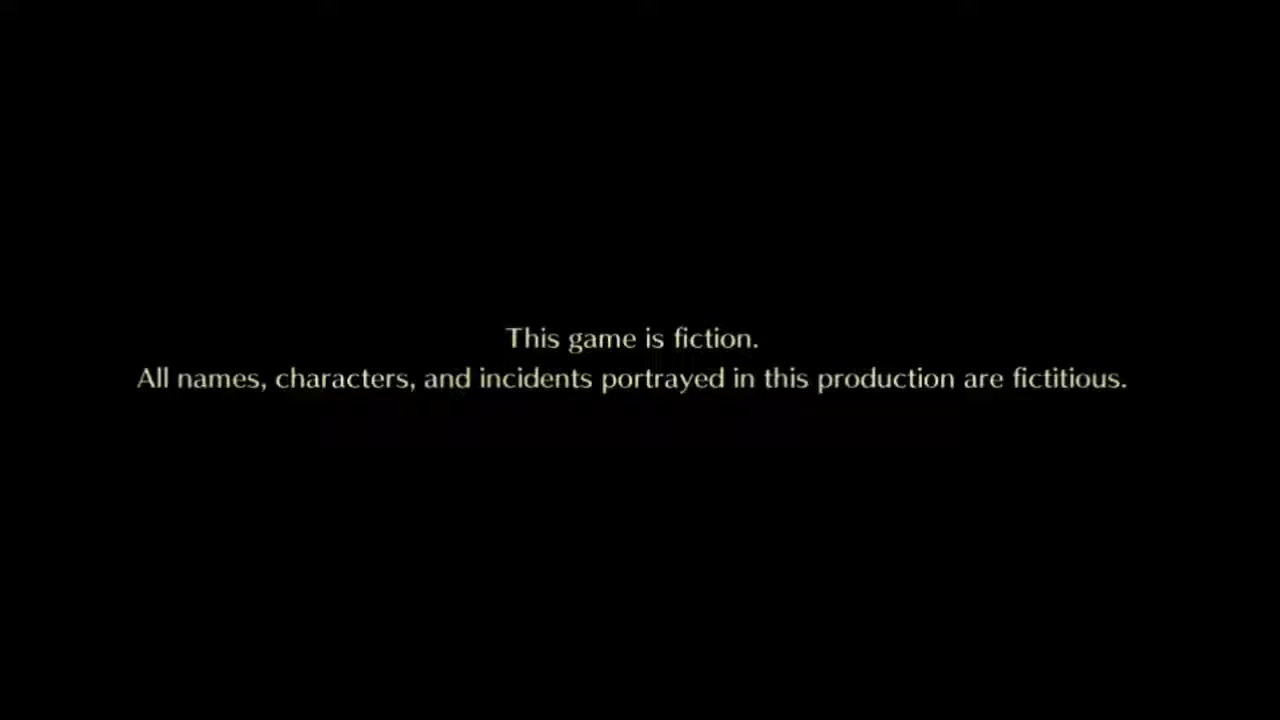 This game is fiction.
All names, characters, and incidents portrayed in this production are fictitious.